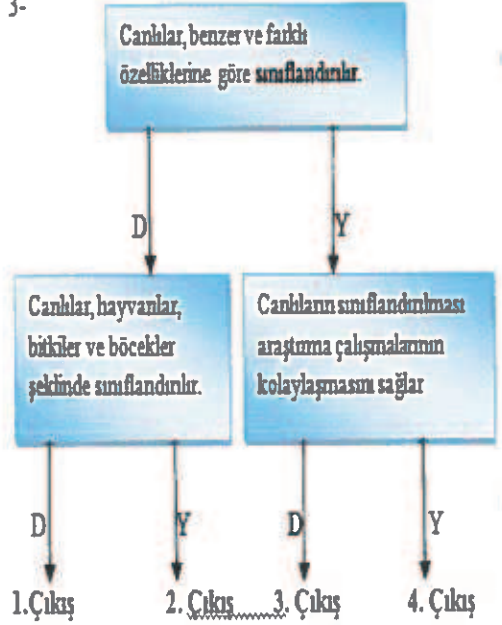 3-
Canlılar, benzer ve farklı
özelliklerine göre sınıflandırılır.
D
Y
Canlılar, hayvanlar,
bitkiler ve böcekler
şeklinde sınıflandırılır.
Canlıların sınıflandırılması
araştırma çalışmalarının
kolaylaşmasını sağlar
D
Y
D
Y
1.Çıkış
2. Çıkış
3. Çıkış
4. Çıkış